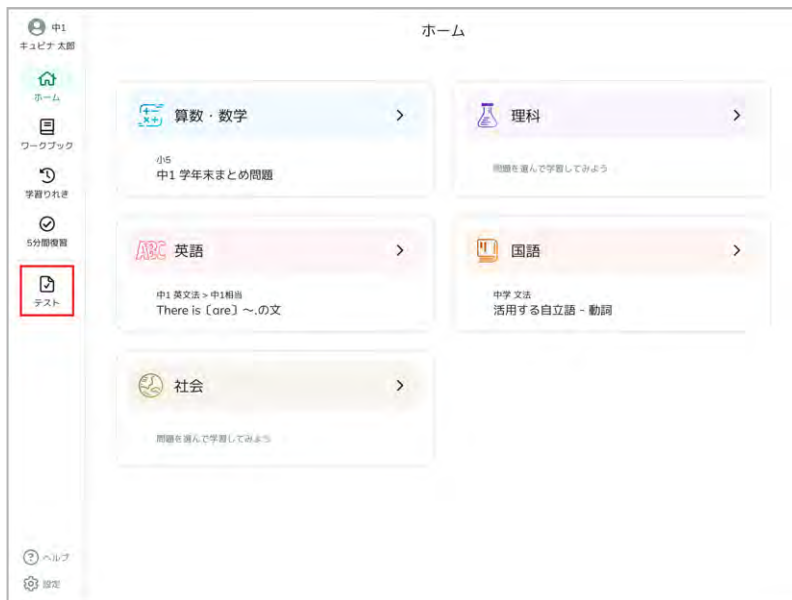 中1
キュビナ 太郎
ホーム
ワークブック
学習りれき
5分間復習
テスト
ヘルプ
設定
ホーム
算数・数学
小5
中1 学年末まとめ問題
理科
問題を選んで学習してみよう
ABC 英語
中1 英文法 > 中1相当
There is〔are〕～.の文
国語
中学 文法
活用する自立語 - 動詞
社会
問題を選んで学習してみよう